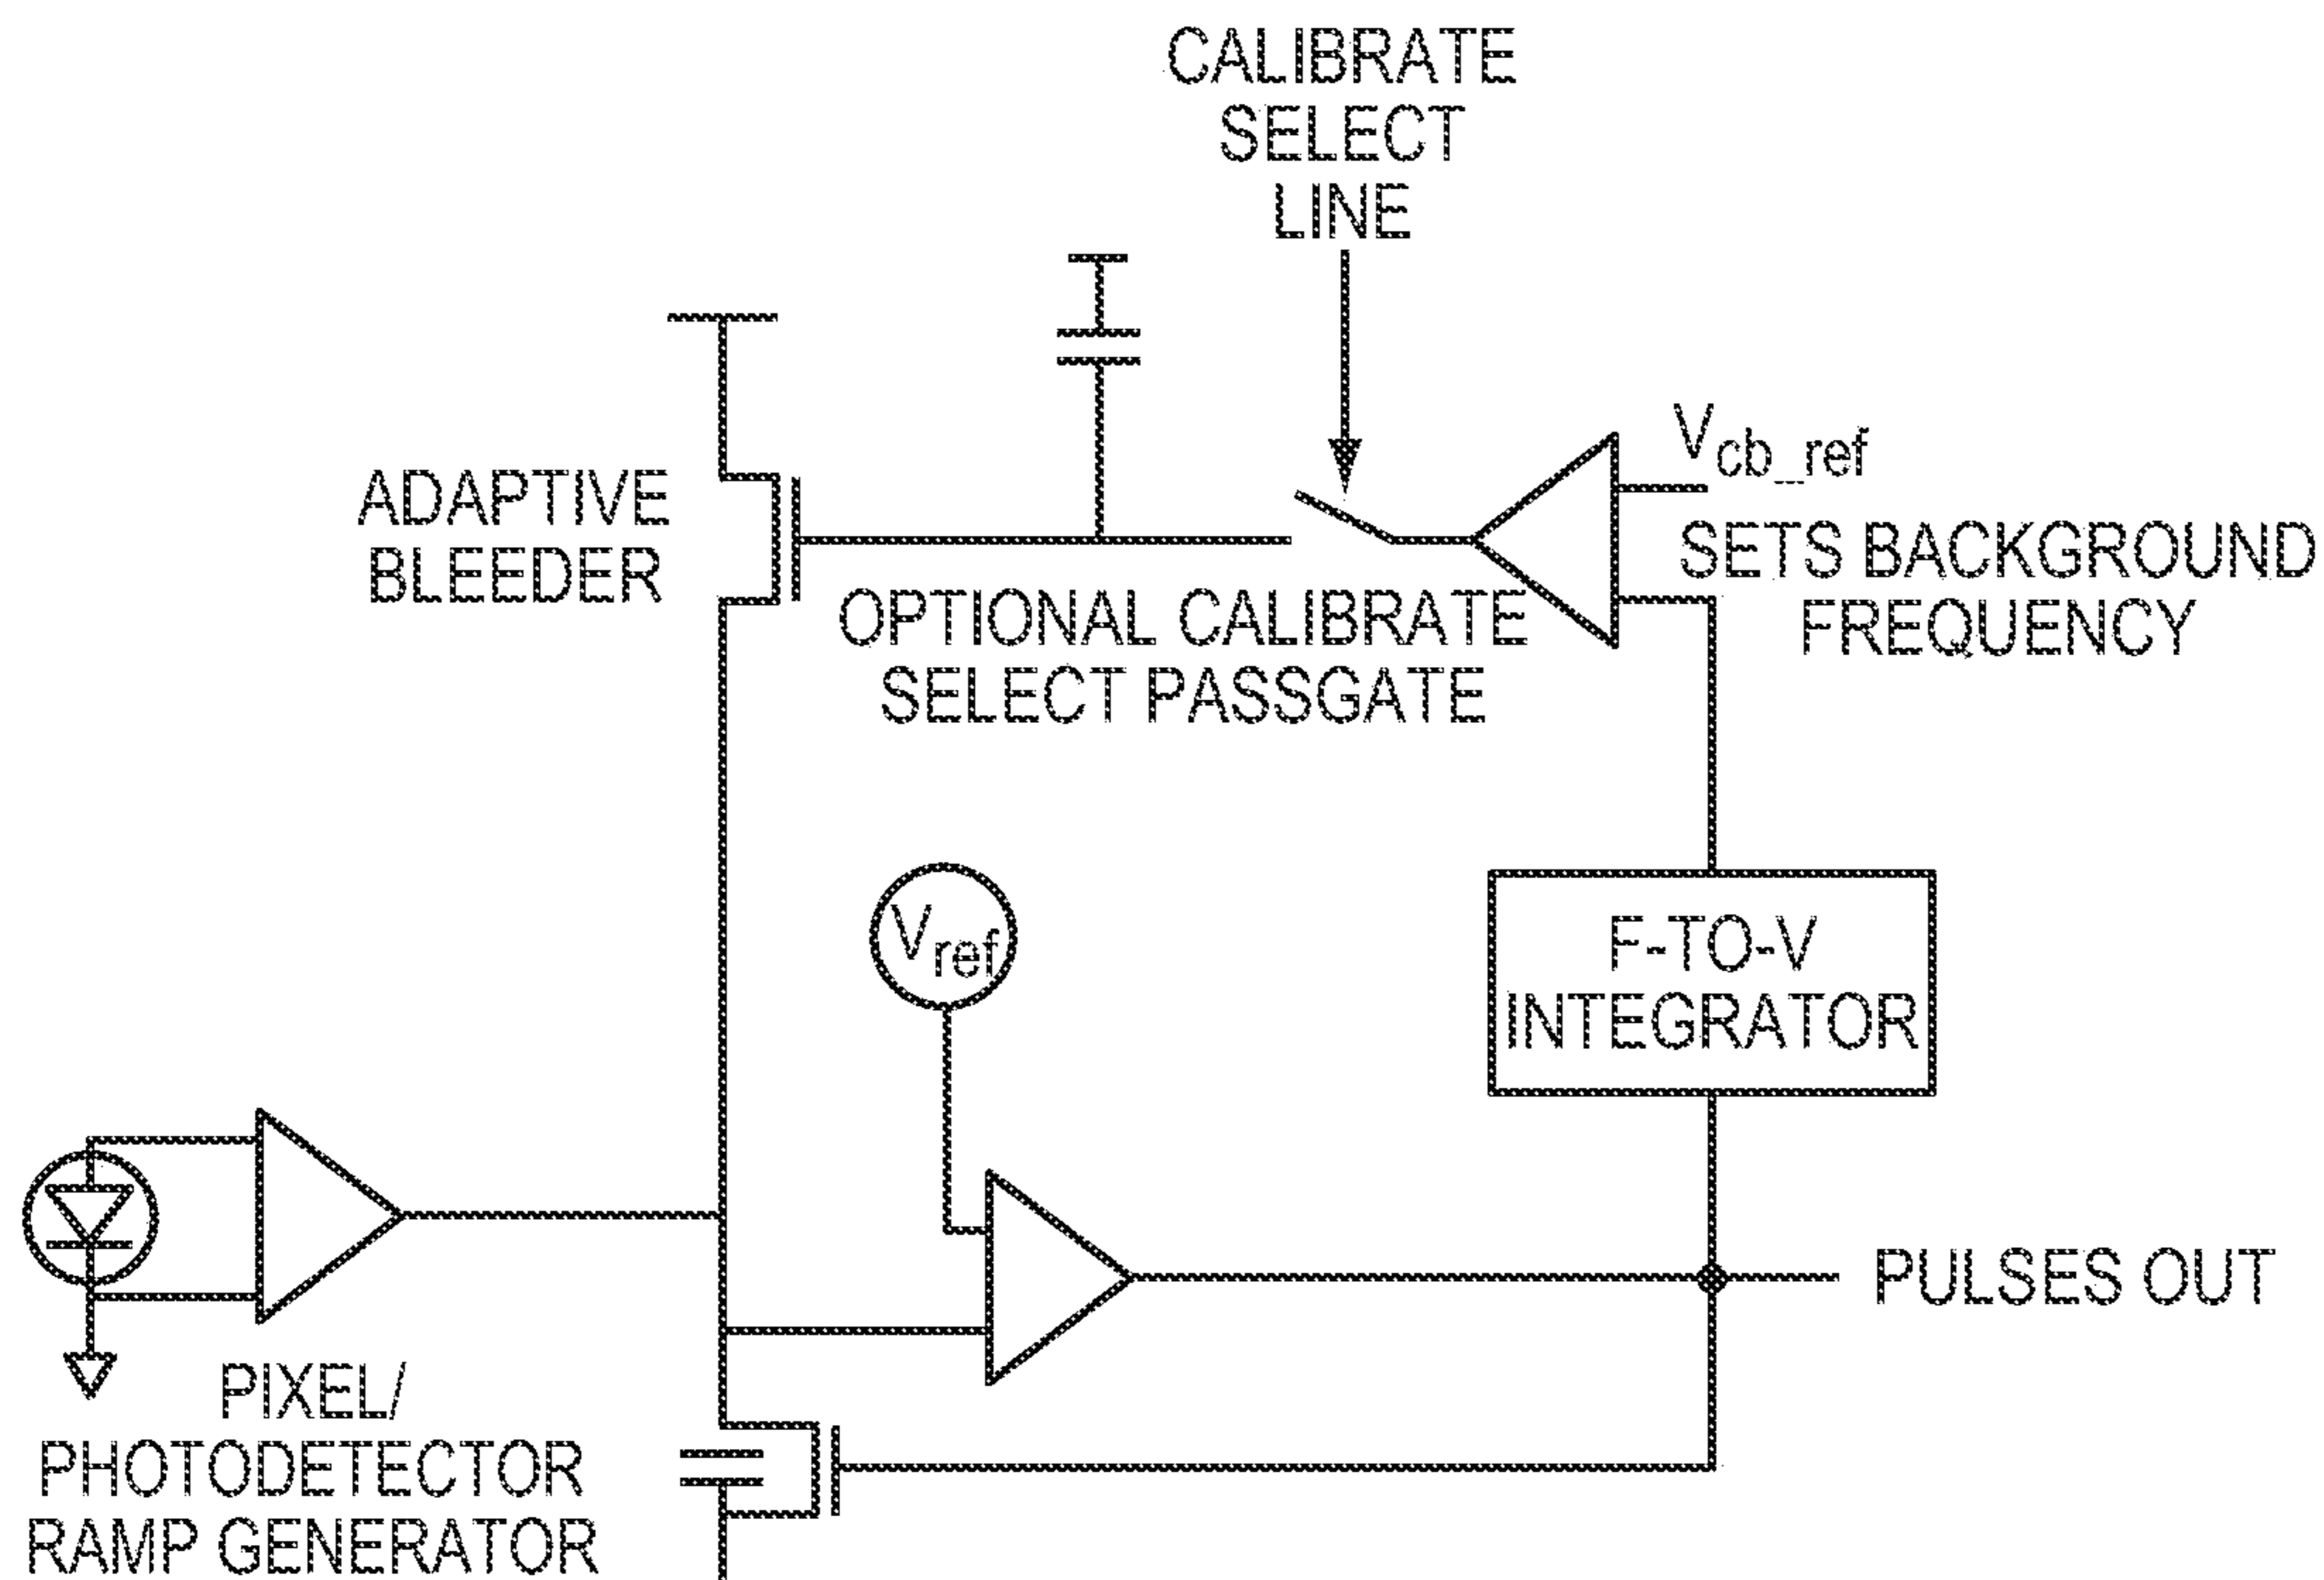 CALIBRATE
SELECT
LINE
ADAPTIVE
BLEEDER
Vcb_ref
SETS BACKGROUND
FREQUENCY
OPTIONAL CALIBRATE
SELECT PASSGATE
Vref
F-TO-V
INTEGRATOR
PULSES OUT
PIXEL/
PHOTODETECTOR
RAMP GENERATOR